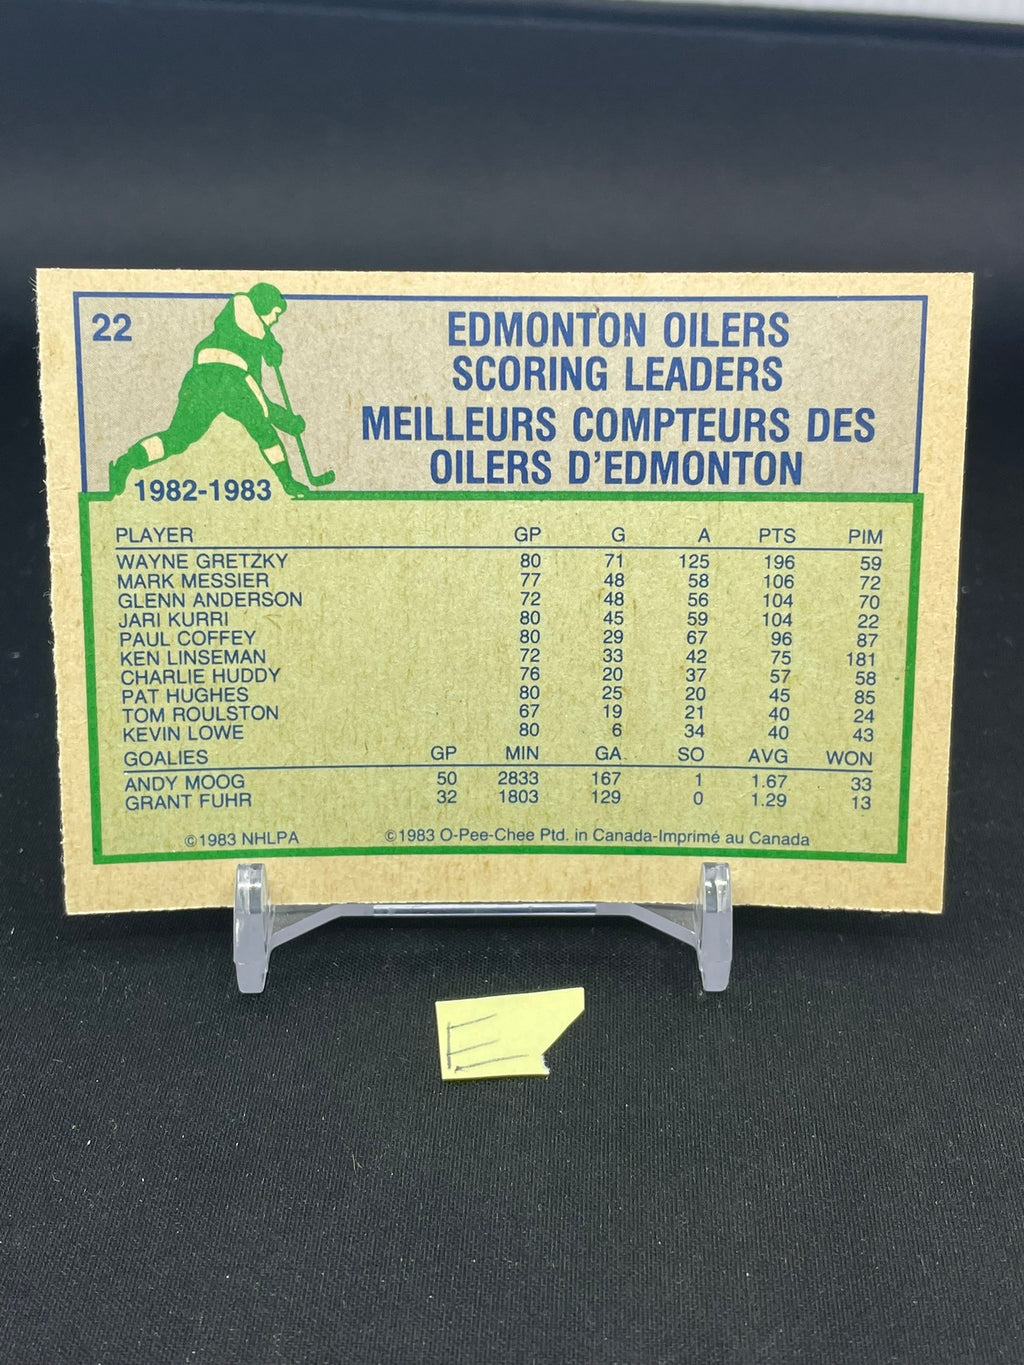 22
EDMONTON OILERS
SCORING LEADERS
MEILLEURS COMPTEURS DES
OILERS D'EDMONTON
1982-1983
PLAYER GP G A PTS PIM
WAYNE GRETZKY 80 71 125 196 59
MARK MESSIER 77 48 58 106 72
GLENN ANDERSON 72 48 56 104 70
JARI KURRI 80 45 59 104 22
PAUL COFFEY 80 29 67 96 87
KEN LINSEMAN 72 33 42 75 181
CHARLIE HUDDY 76 20 37 57 58
PAT HUGHES 80 25 20 45 85
TOM ROULSTON 67 19 21 40 24
KEVIN LOWE 80 6 34 40 43
GOALIES GP MIN GA SO AVG WON
ANDY MOOG 50 2833 167 1 1.67 33
GRANT FUHR 32 1803 129 0 1.29 13
©1983 NHLPA ©1983 O-Pee-Chee Ptd. in Canada-Imprimé au Canada
E